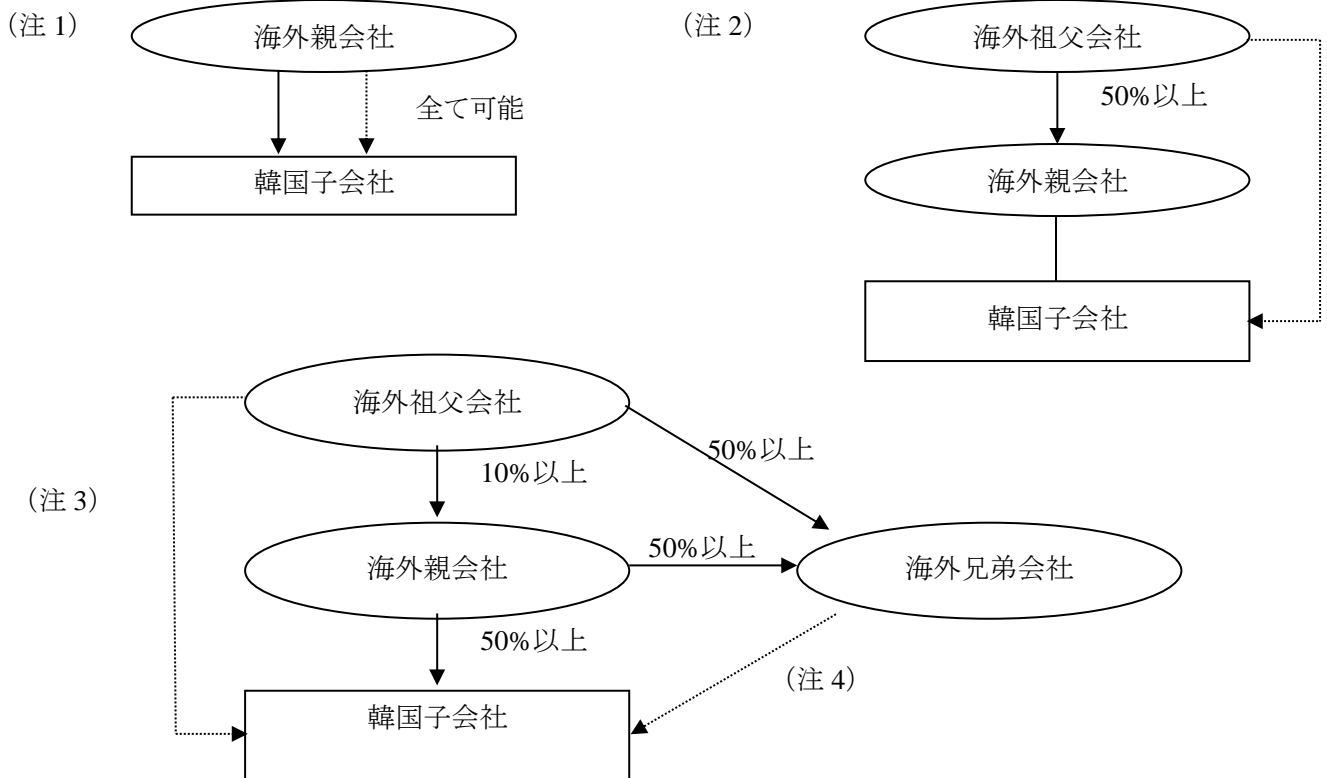 （注 1）
海外親会社
全て可能
韓国子会社
（注 2）
海外祖父会社
50%以上
海外親会社
韓国子会社
海外祖父会社
50%以上
10%以上
（注 3）
海外親会社
50%以上
海外兄弟会社
50%以上
（注 4）
韓国子会社